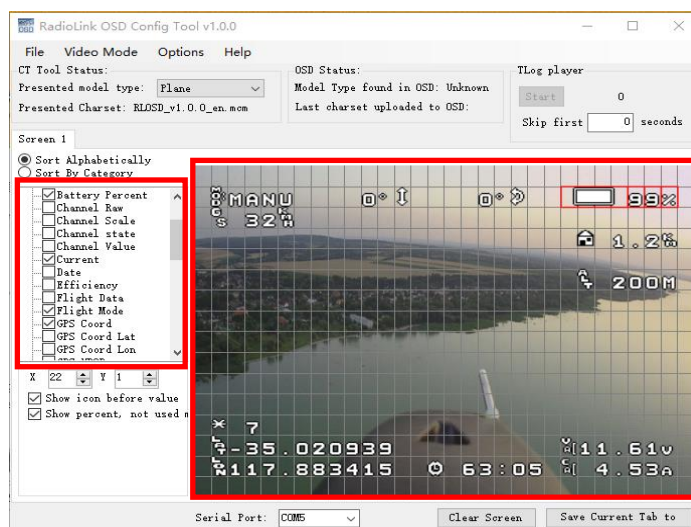 RadioLink OSD Config Tool v1.0.0
File Video Mode Options Help
CT Tool Status:
Presented model type: Plane
Presented Charset: RLOSD_v1.0.0_en.mcm
OSD Status:
Model Type found in OSD: Unknown
Last charset uploaded to OSD:
TLog player
Start 0
Skip first 0 seconds
Screen 1
Sort Alphabetically
Sort By Category
Battery Percent
Channel Raw
Channel Scale
Channel state
Channel Value
Current
Date
Efficiency
Flight Data
Flight Mode
GPS Coord
GPS Coord Lat
GPS Coord Lon
X 22 Y 1
Show icon before value
Show percent, not used m
MANU 0° 0° 99%
32
1.2
200M
7
-35.020939 11.61v
117.883415 63:05 4.53A
Serial Port: COM5 Clear Screen Save Current Tab to